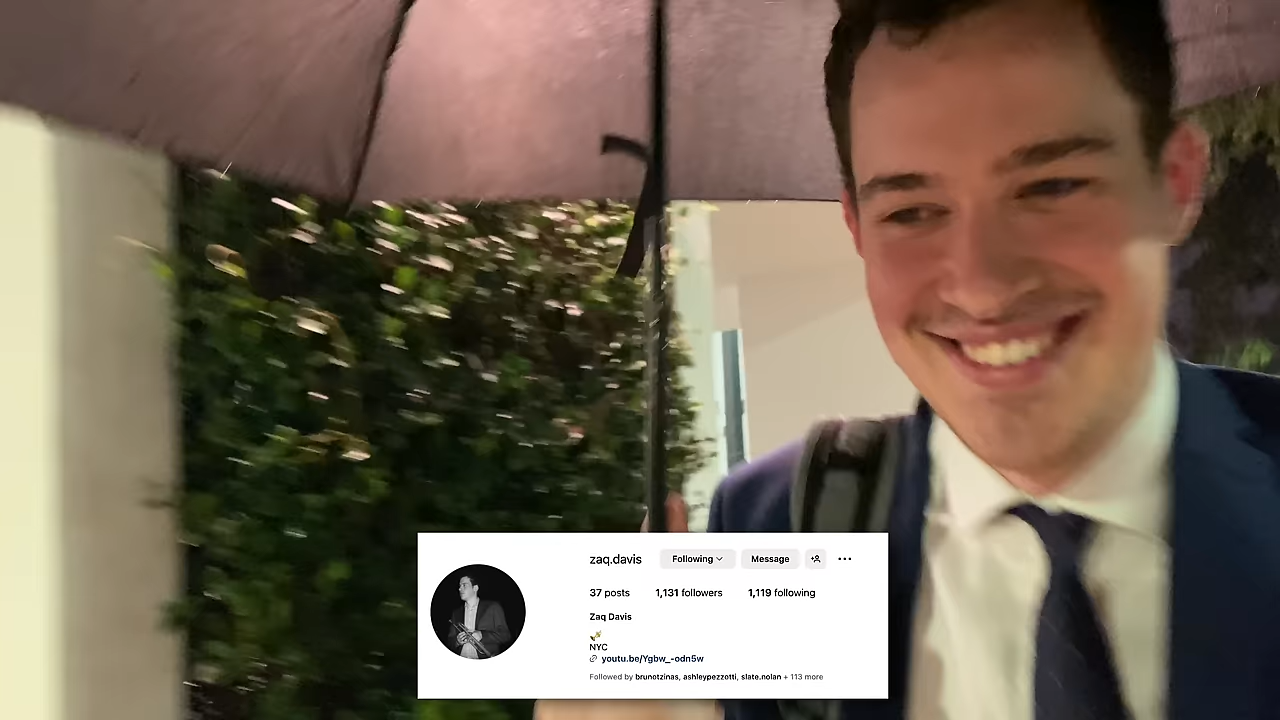 zaq.davis Following Message
37 posts 1,131 followers 1,119 following
Zaq Davis
NYC
youtu.be/Ygbw_-odn5w
Followed by brunotzinas, ashleypezzotti, slate.nolan + 113 more